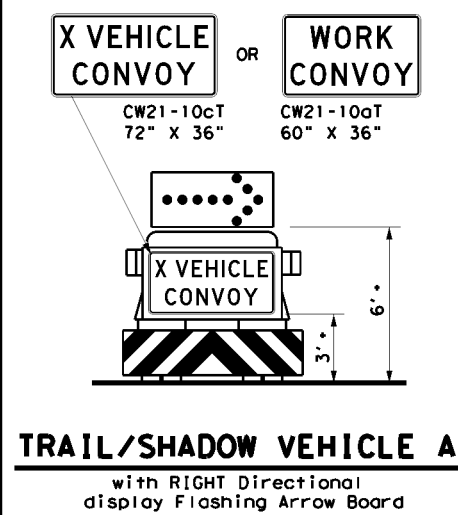 X VEHICLE
CONVOY
OR
WORK
CONVOY
CW21-10cT
72" X 36"
CW21-10aT
60" X 36"
X VEHICLE
CONVOY
6' +
3' +
TRAIL/SHADOW VEHICLE A
with RIGHT Directional
display Flashing Arrow Board